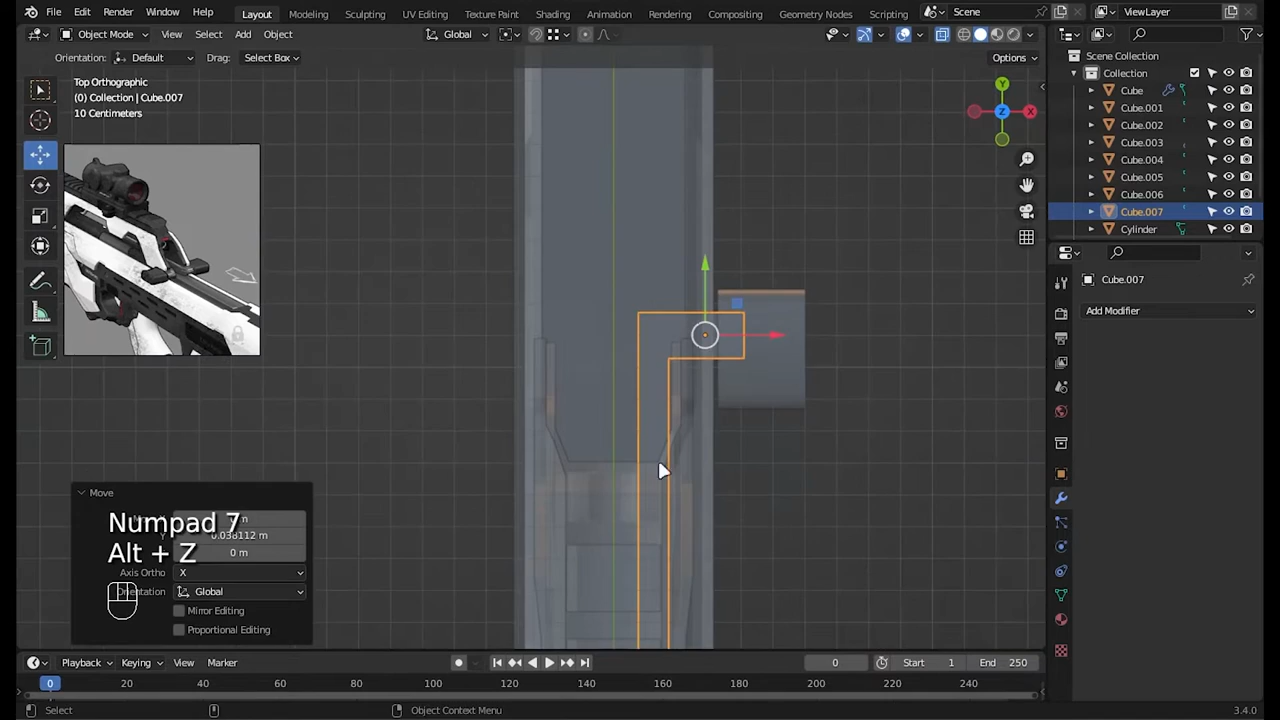 File Edit Render Window Help Layout Modeling Sculpting UV Editing Texture Paint Shading Animation Rendering Compositing Geometry Nodes Scripting Scene ViewLayer
Object Mode View Select Add Object Global Options
Orientation: Default Drag: Select Box
Top Orthographic
(0) Collection | Cube.007
10 Centimeters
Y
Z
X
Scene Collection
Collection
Cube
Cube.001
Cube.002
Cube.003
Cube.004
Cube.005
Cube.006
Cube.007
Cylinder
Cube.007
Add Modifier
Move
0.038112 m
0 m
Axis Ortho X
Orientation Global
Mirror Editing
Proportional Editing
Numpad 7
Alt + Z
Playback Keying View Marker 0 Start 1 End 250
0 20 40 60 80 100 120 140 160 180 200 220 240
Select Object Context Menu 3.4.0